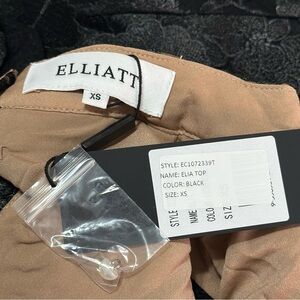 ELLIATT
XS
STYLE: EC1072339T
NAME: ELIA TOP
COLOR: BLACK
SIZE: XS
STYLE
NAME
COLO
SIZ